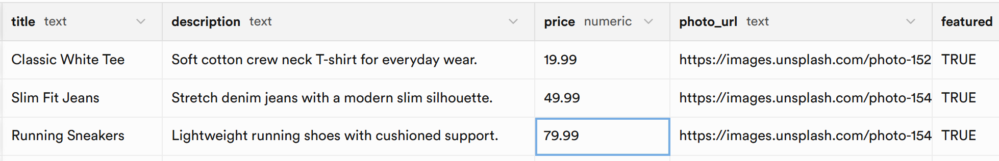 title text description text price numeric photo_url text featured
Classic White Tee Soft cotton crew neck T-shirt for everyday wear. 19.99 https://images.unsplash.com/photo-152 TRUE
Slim Fit Jeans Stretch denim jeans with a modern slim silhouette. 49.99 https://images.unsplash.com/photo-154 TRUE
Running Sneakers Lightweight running shoes with cushioned support. 79.99 https://images.unsplash.com/photo-154 TRUE